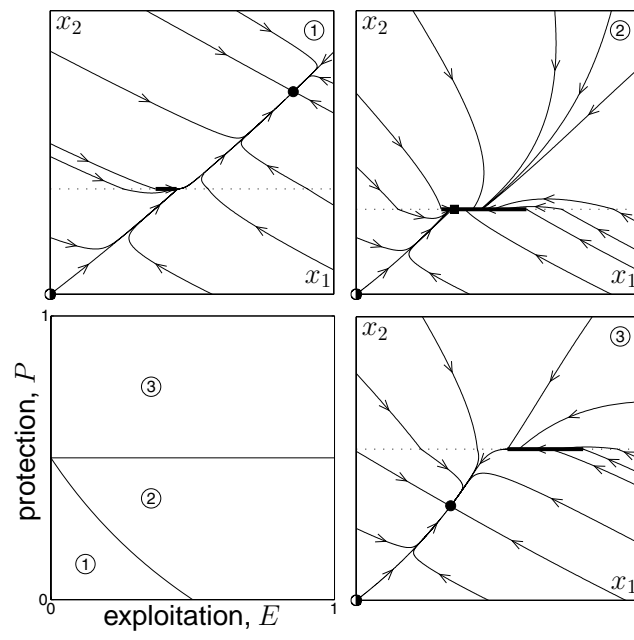 x₂ ①
x₁
x₂ ②
x₁
1
protection, P
③
②
①
0
0 1
exploitation, E
x₂ ③
x₁